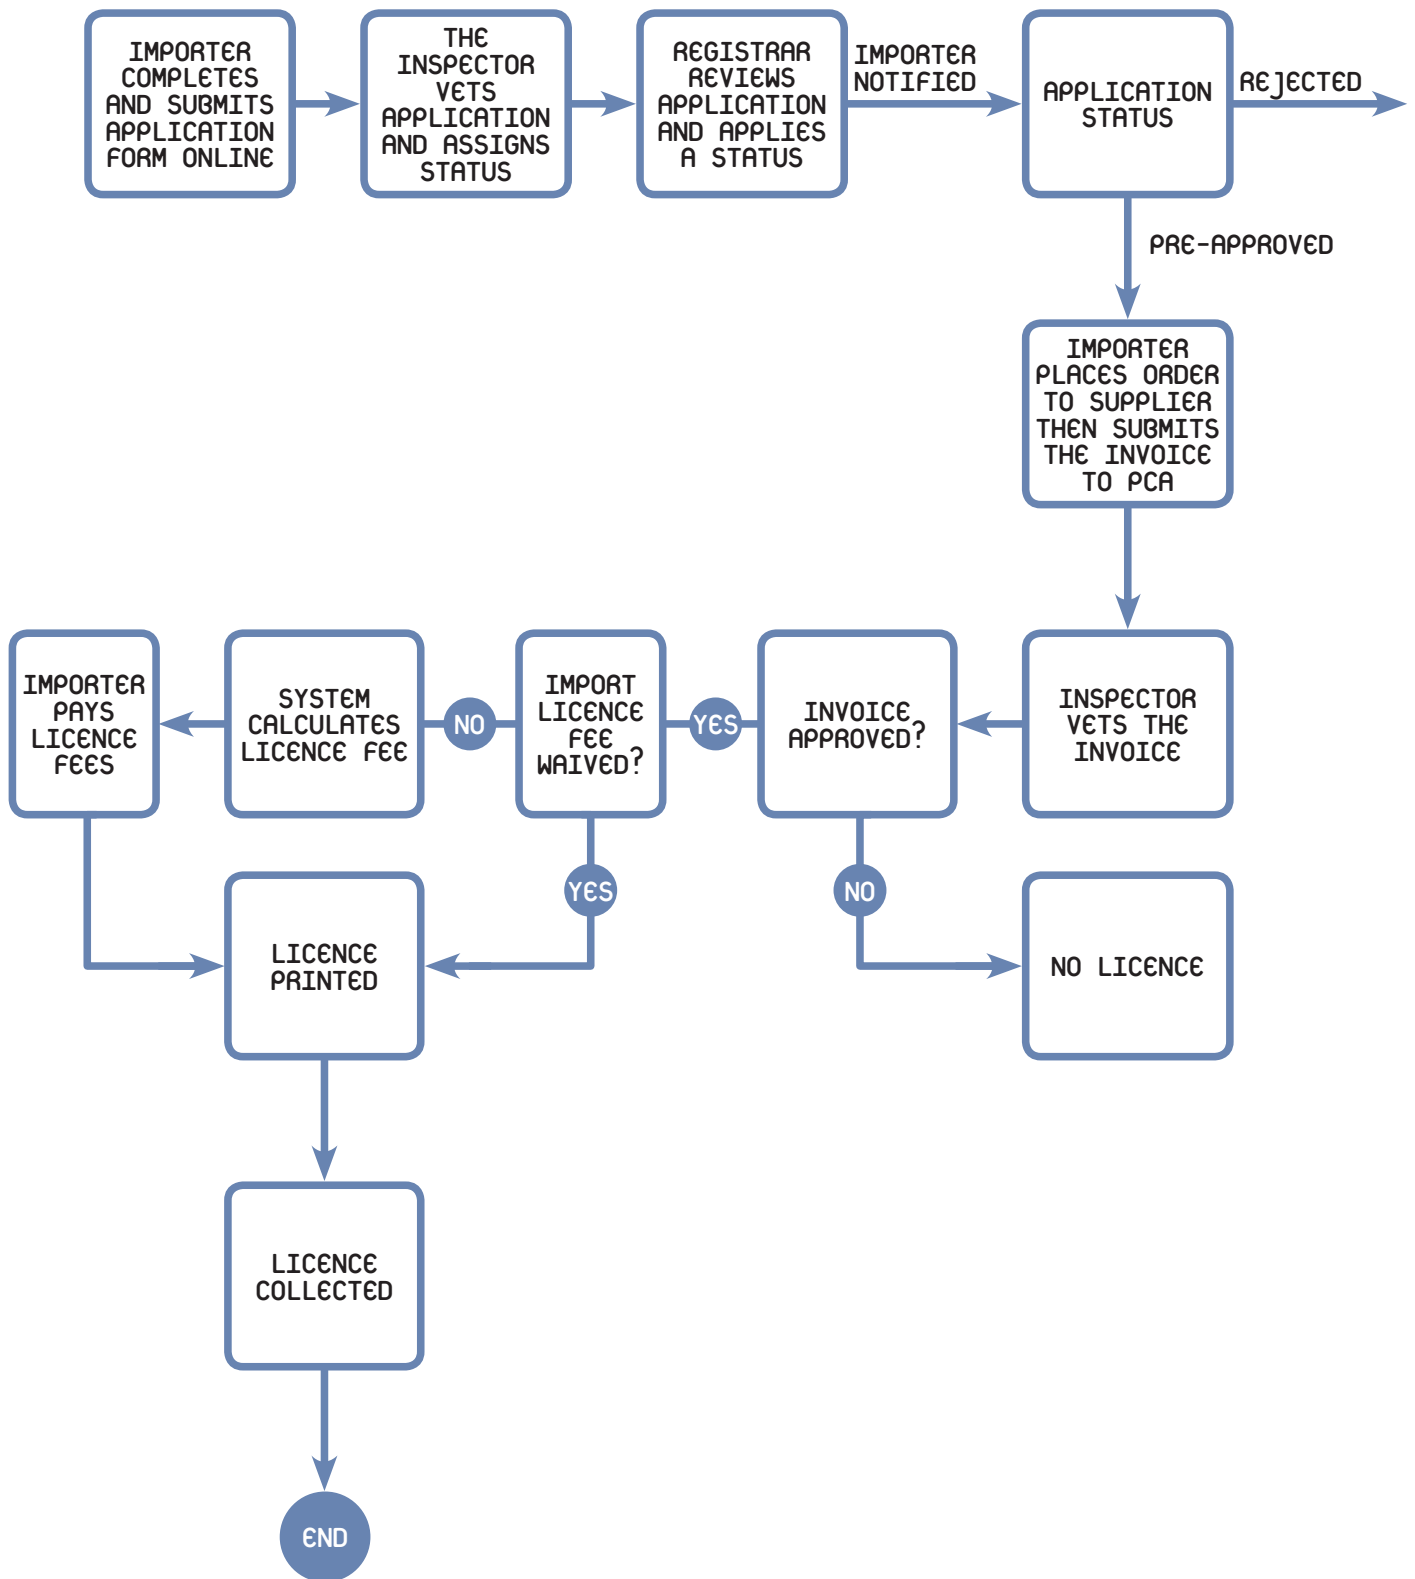 IMPORTER
COMPLETES
AND SUBMITS
APPLICATION
FORM ONLINE
THE
INSPECTOR
VETS
APPLICATION
AND ASSIGNS
STATUS
REGISTRAR
REVIEWS
APPLICATION
AND APPLIES
A STATUS
IMPORTER
NOTIFIED
APPLICATION
STATUS
REJECTED
PRE-APPROVED
IMPORTER
PLACES ORDER
TO SUPPLIER
THEN SUBMITS
THE INVOICE
TO PCA
INSPECTOR
VETS THE
INVOICE
INVOICE
APPROVED?
YES
IMPORT
LICENCE
FEE
WAIVED?
NO
SYSTEM
CALCULATES
LICENCE FEE
IMPORTER
PAYS
LICENCE
FEES
YES
NO
LICENCE
PRINTED
NO LICENCE
LICENCE
COLLECTED
END